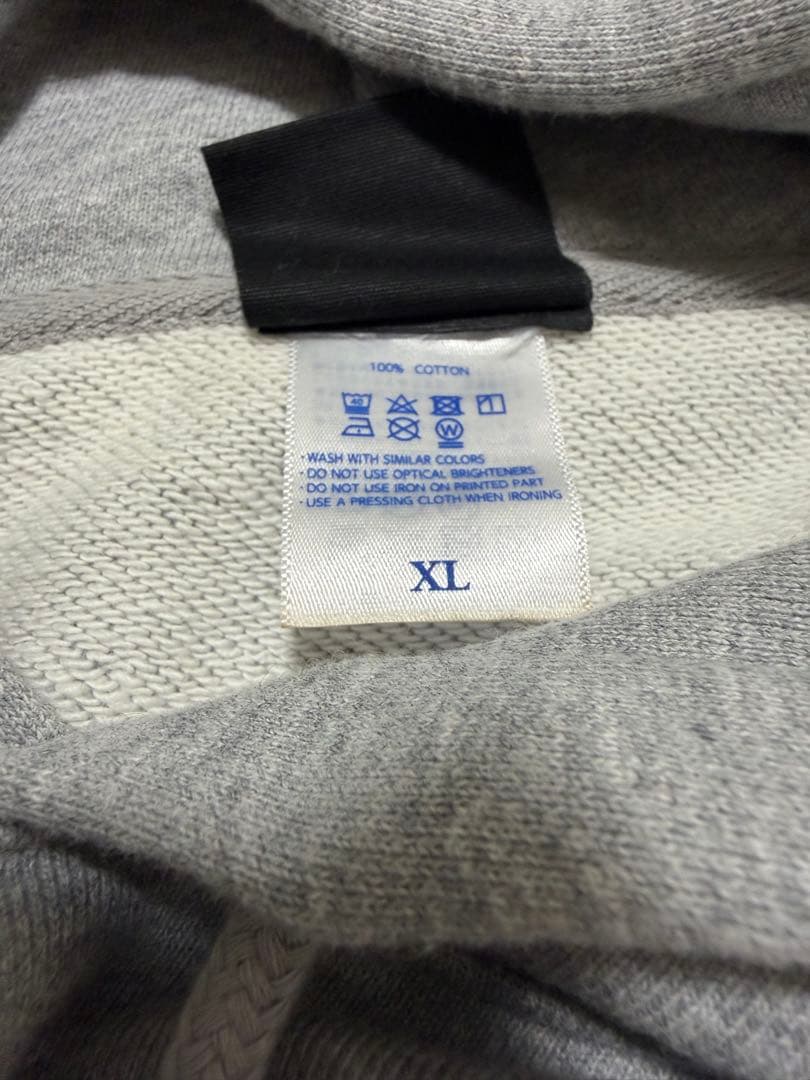 100% COTTON
40
W
·WASH WITH SIMILAR COLORS
·DO NOT USE OPTICAL BRIGHTENERS
·DO NOT USE IRON ON PRINTED PART
·USE A PRESSING CLOTH WHEN IRONING
XL